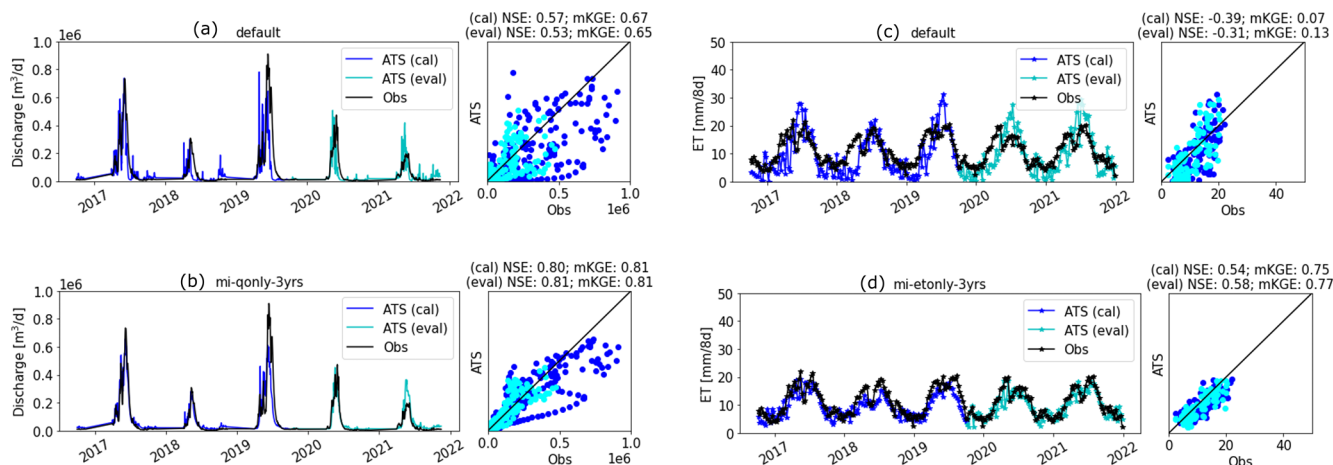 (a) default
(cal) NSE: 0.57; mKGE: 0.67
(eval) NSE: 0.53; mKGE: 0.65
1e6
Discharge [m³/d]
1.0
0.8
0.6
0.4
0.2
0.0
ATS (cal)
ATS (eval)
Obs
2017 2018 2019 2020 2021 2022
ATS
0.0 0.5 1.0
Obs 1e6
(c) default
(cal) NSE: -0.39; mKGE: 0.07
(eval) NSE: -0.31; mKGE: 0.13
ET [mm/8d]
50
40
30
20
10
0
ATS (cal)
ATS (eval)
Obs
2017 2018 2019 2020 2021 2022
ATS
0 20 40
Obs
(b) mi-qonly-3yrs
(cal) NSE: 0.80; mKGE: 0.81
(eval) NSE: 0.81; mKGE: 0.81
1e6
Discharge [m³/d]
1.0
0.8
0.6
0.4
0.2
0.0
ATS (cal)
ATS (eval)
Obs
2017 2018 2019 2020 2021 2022
ATS
0.0 0.5 1.0
Obs 1e6
(d) mi-etonly-3yrs
(cal) NSE: 0.54; mKGE: 0.75
(eval) NSE: 0.58; mKGE: 0.77
ET [mm/8d]
50
40
30
20
10
0
ATS (cal)
ATS (eval)
Obs
2017 2018 2019 2020 2021 2022
ATS
0 20 40
Obs